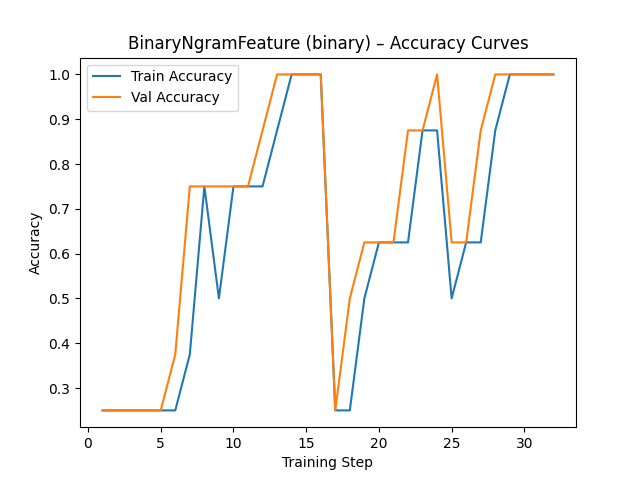 BinaryNgramFeature (binary) – Accuracy Curves
Train Accuracy
Val Accuracy
Accuracy
1.0
0.9
0.8
0.7
0.6
0.5
0.4
0.3
0 5 10 15 20 25 30
Training Step